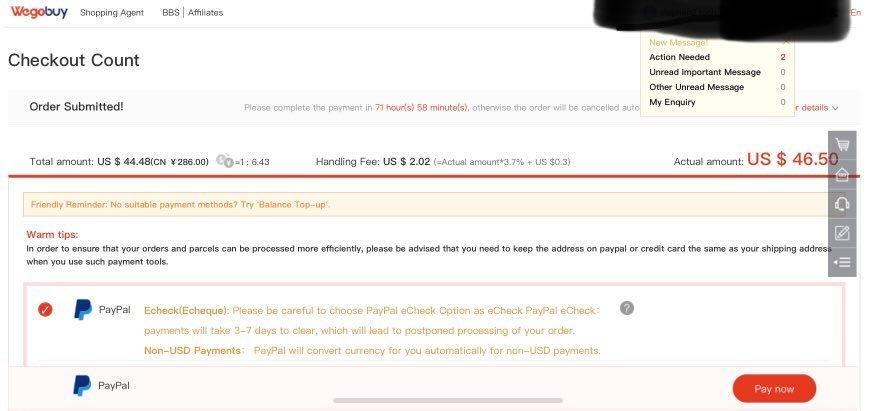 Wegobuy Shopping Agent BBS | Affiliates En
New Message!
Action Needed 2
Unread Important Message 0
Other Unread Message 0
My Enquiry 0
Checkout Count
Order Submitted! Please complete the payment in 71 hour(s) 58 minute(s), otherwise the order will be cancelled auto r details
Total amount: US $ 44.48(CN ￥286.00) =1 : 6.43 Handling Fee: US $ 2.02 (=Actual amount*3.7% + US $0.3) Actual amount: US $ 46.50
Friendly Reminder: No suitable payment methods? Try 'Balance Top-up'.
Warm tips:
In order to ensure that your orders and parcels can be processed more efficiently, please be advised that you need to keep the address on paypal or credit card the same as your shipping address
when you use such payment tools.
PayPal Echeck(Echeque): Please be careful to choose PayPal eCheck Option as eCheck PayPal eCheck:
payments will take 3-7 days to clear, which will lead to postponed processing of your order.
Non-USD Payments: PayPal will convert currency for you automatically for non-USD payments.
PayPal Pay now